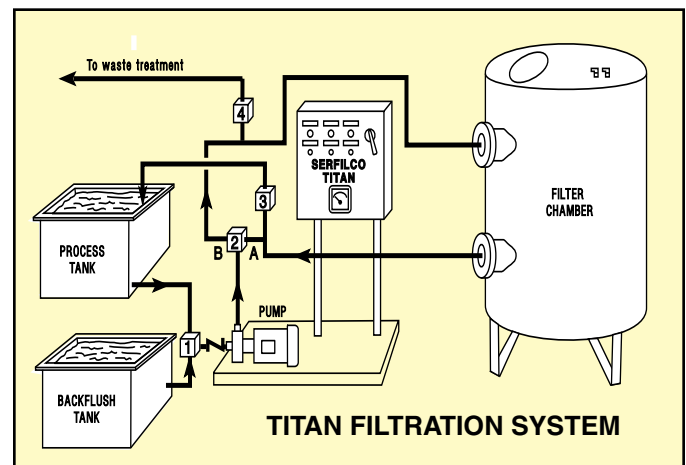 To waste treatment
4
SERFILCO
TITAN
3
FILTER
CHAMBER
PROCESS
TANK
2
B A
PUMP
1
BACKFLUSH
TANK
TITAN FILTRATION SYSTEM